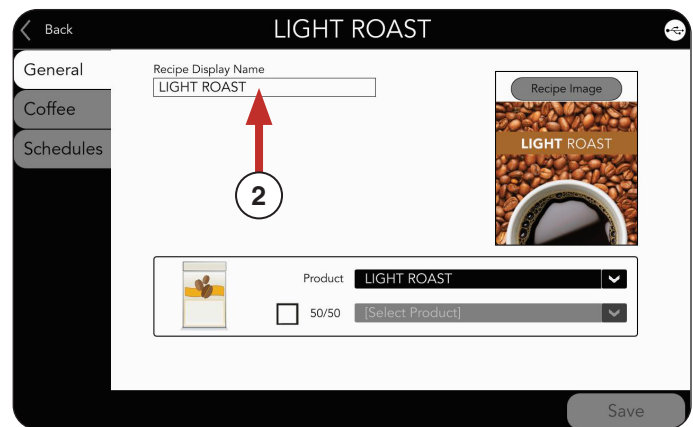 Back
LIGHT ROAST
General
Coffee
Schedules
Recipe Display Name
LIGHT ROAST
2
Recipe Image
LIGHT ROAST
Product LIGHT ROAST
50/50 [Select Product]
Save